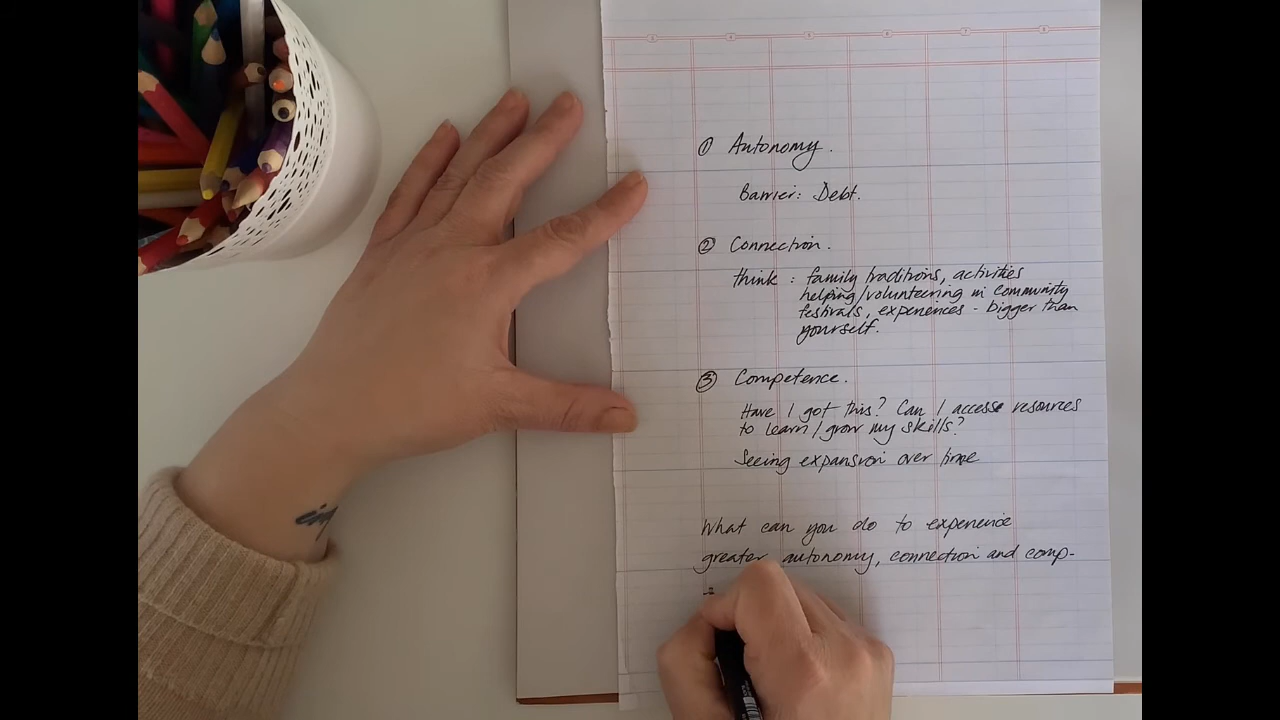 ① Autonomy.
Barrier: Debt.
② Connection.
think : family traditions, activities
helping/volunteering in community
festivals, experiences - bigger than
yourself.
③ Competence.
Have I got this? Can I access resources
to learn/grow my skills?
Seeing expansion over time
What can you do to experience
greater autonomy, connection and comp-